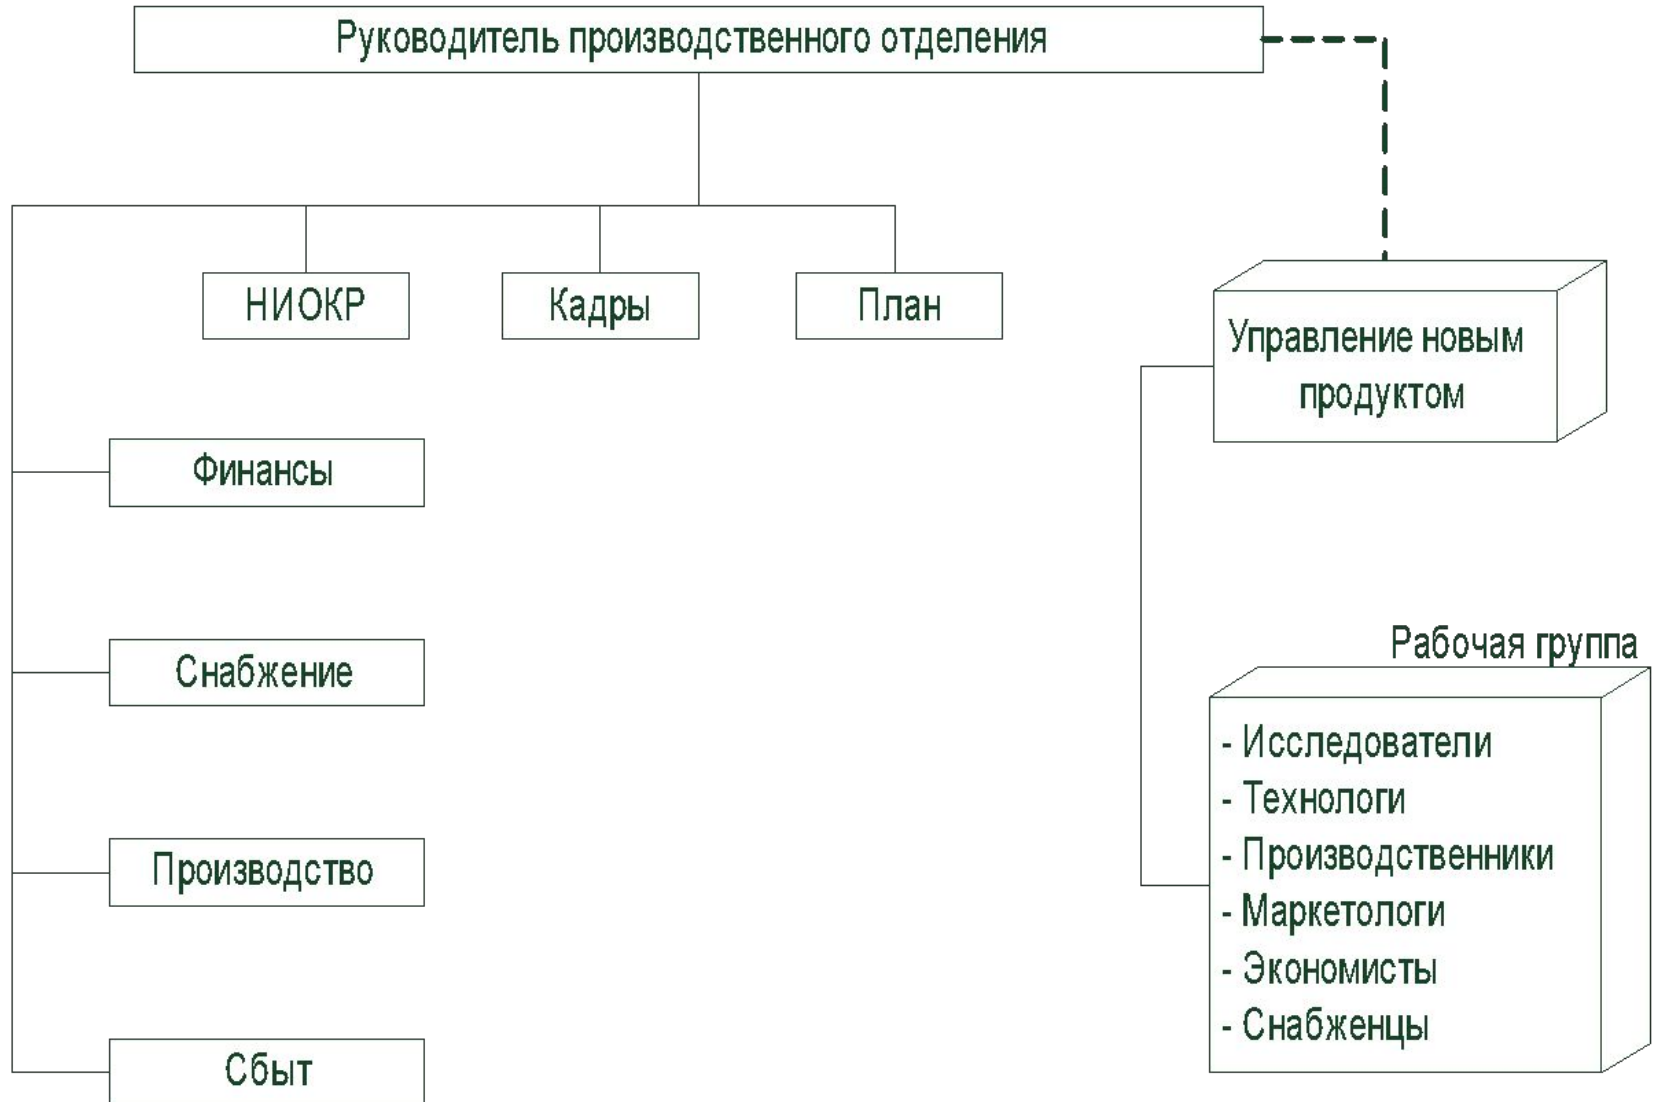 Руководитель производственного отделения
НИОКР
Кадры
План
Управление новым
продуктом
Финансы
Снабжение
Производство
Сбыт
Рабочая группа
- Исследователи
- Технологи
- Производственники
- Маркетологи
- Экономисты
- Снабженцы